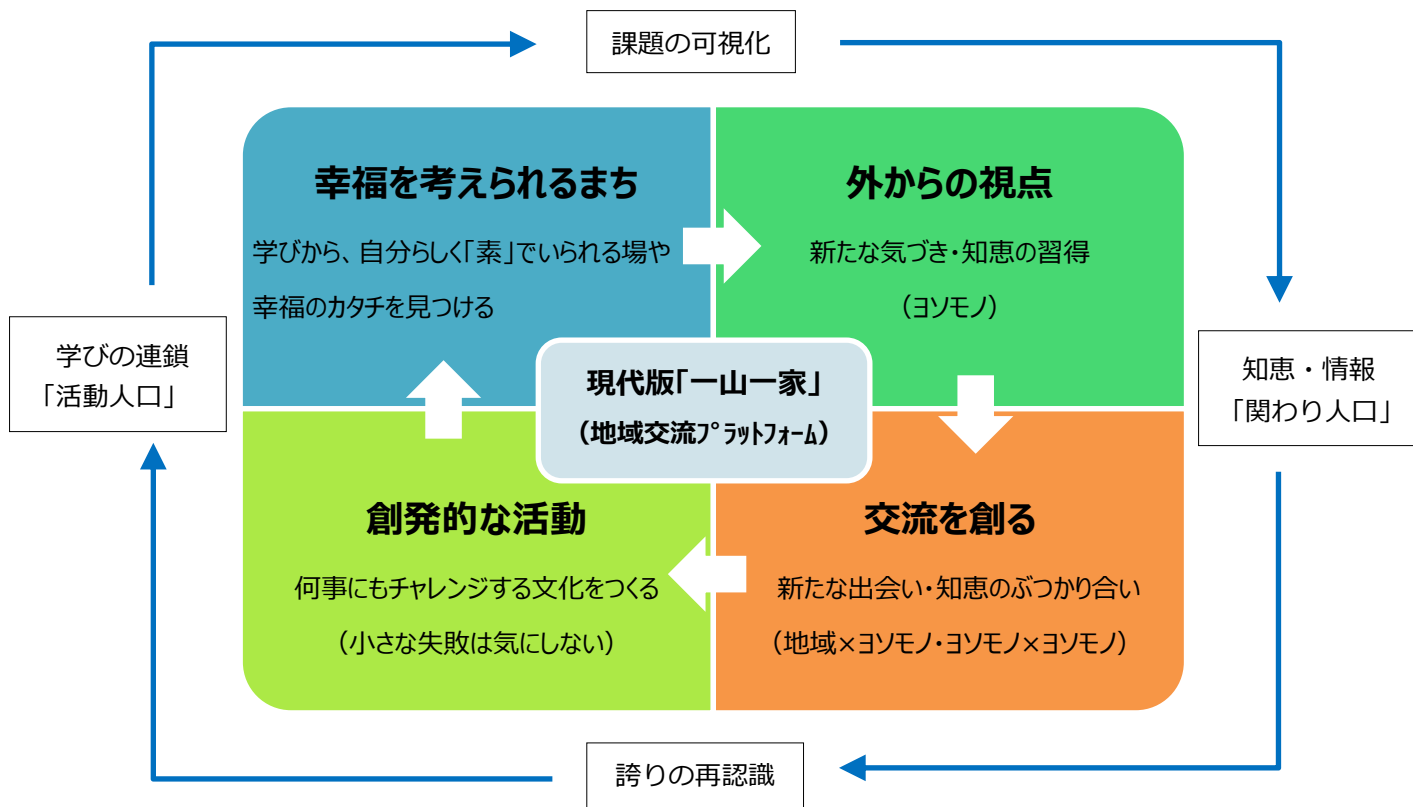 課題の可視化
幸福を考えられるまち
学びから、自分らしく「素」でいられる場や
幸福のカタチを見つける
外からの視点
新たな気づき・知恵の習得
（ヨソモノ）
学びの連鎖
「活動人口」
現代版「一山一家」
（地域交流ﾌﾟﾗｯﾄﾌｫｰﾑ）
知恵・情報
「関わり人口」
創発的な活動
何事にもチャレンジする文化をつくる
（小さな失敗は気にしない）
交流を創る
新たな出会い・知恵のぶつかり合い
（地域×ヨソモノ・ヨソモノ×ヨソモノ）
誇りの再認識